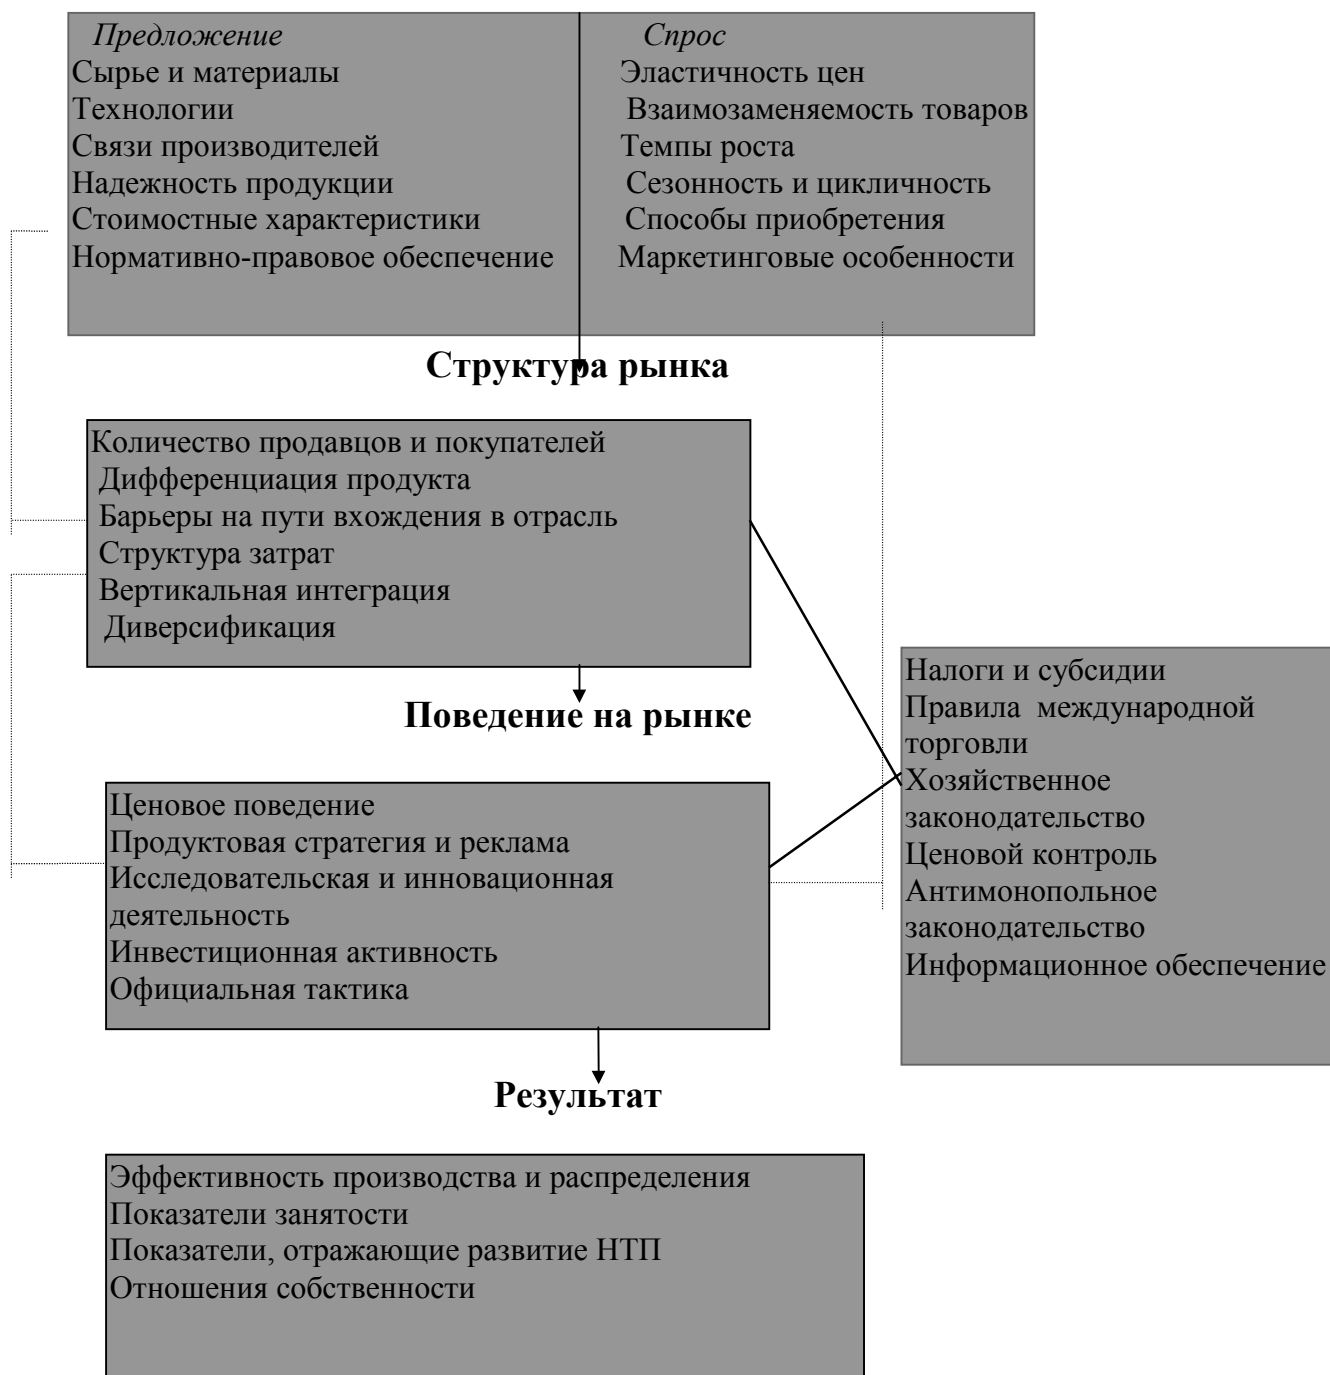 Предложение
Сырье и материалы
Технологии
Связи производителей
Надежность продукции
Стоимостные характеристики
Нормативно-правовое обеспечение
Спрос
Эластичность цен
Взаимозаменяемость товаров
Темпы роста
Сезонность и цикличность
Способы приобретения
Маркетинговые особенности
Структура рынка
Количество продавцов и покупателей
Дифференциация продукта
Барьеры на пути вхождения в отрасль
Структура затрат
Вертикальная интеграция
Диверсификация
Поведение на рынке
Ценовое поведение
Продуктовая стратегия и реклама
Исследовательская и инновационная
деятельность
Инвестиционная активность
Официальная тактика
Налоги и субсидии
Правила международной
торговли
Хозяйственное
законодательство
Ценовой контроль
Антимонопольное
законодательство
Информационное обеспечение
Результат
Эффективность производства и распределения
Показатели занятости
Показатели, отражающие развитие НТП
Отношения собственности